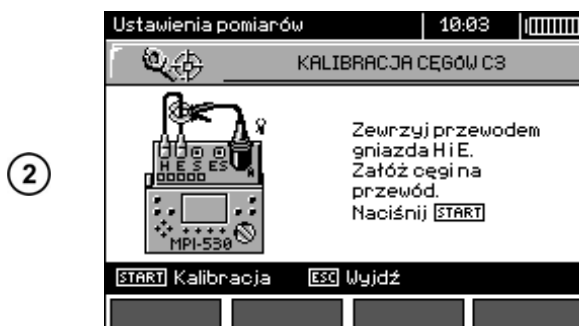 2
Ustawienia pomiarów 10:03
KALIBRACJA CĘGÓW C3
Zewrzyj przewodem
gniazda H i E.
Załóż cęgi na
przewód.
Naciśnij START
H E S ES
A
MPI-530
START Kalibracja ESC Wyjdź